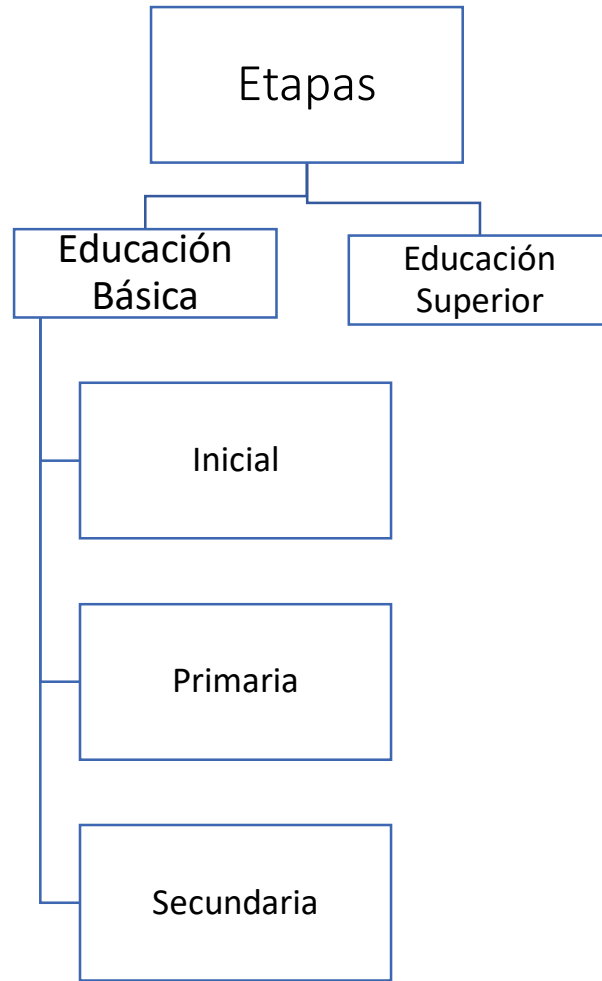 Etapas
Educación
Básica
Educación
Superior
Inicial
Primaria
Secundaria